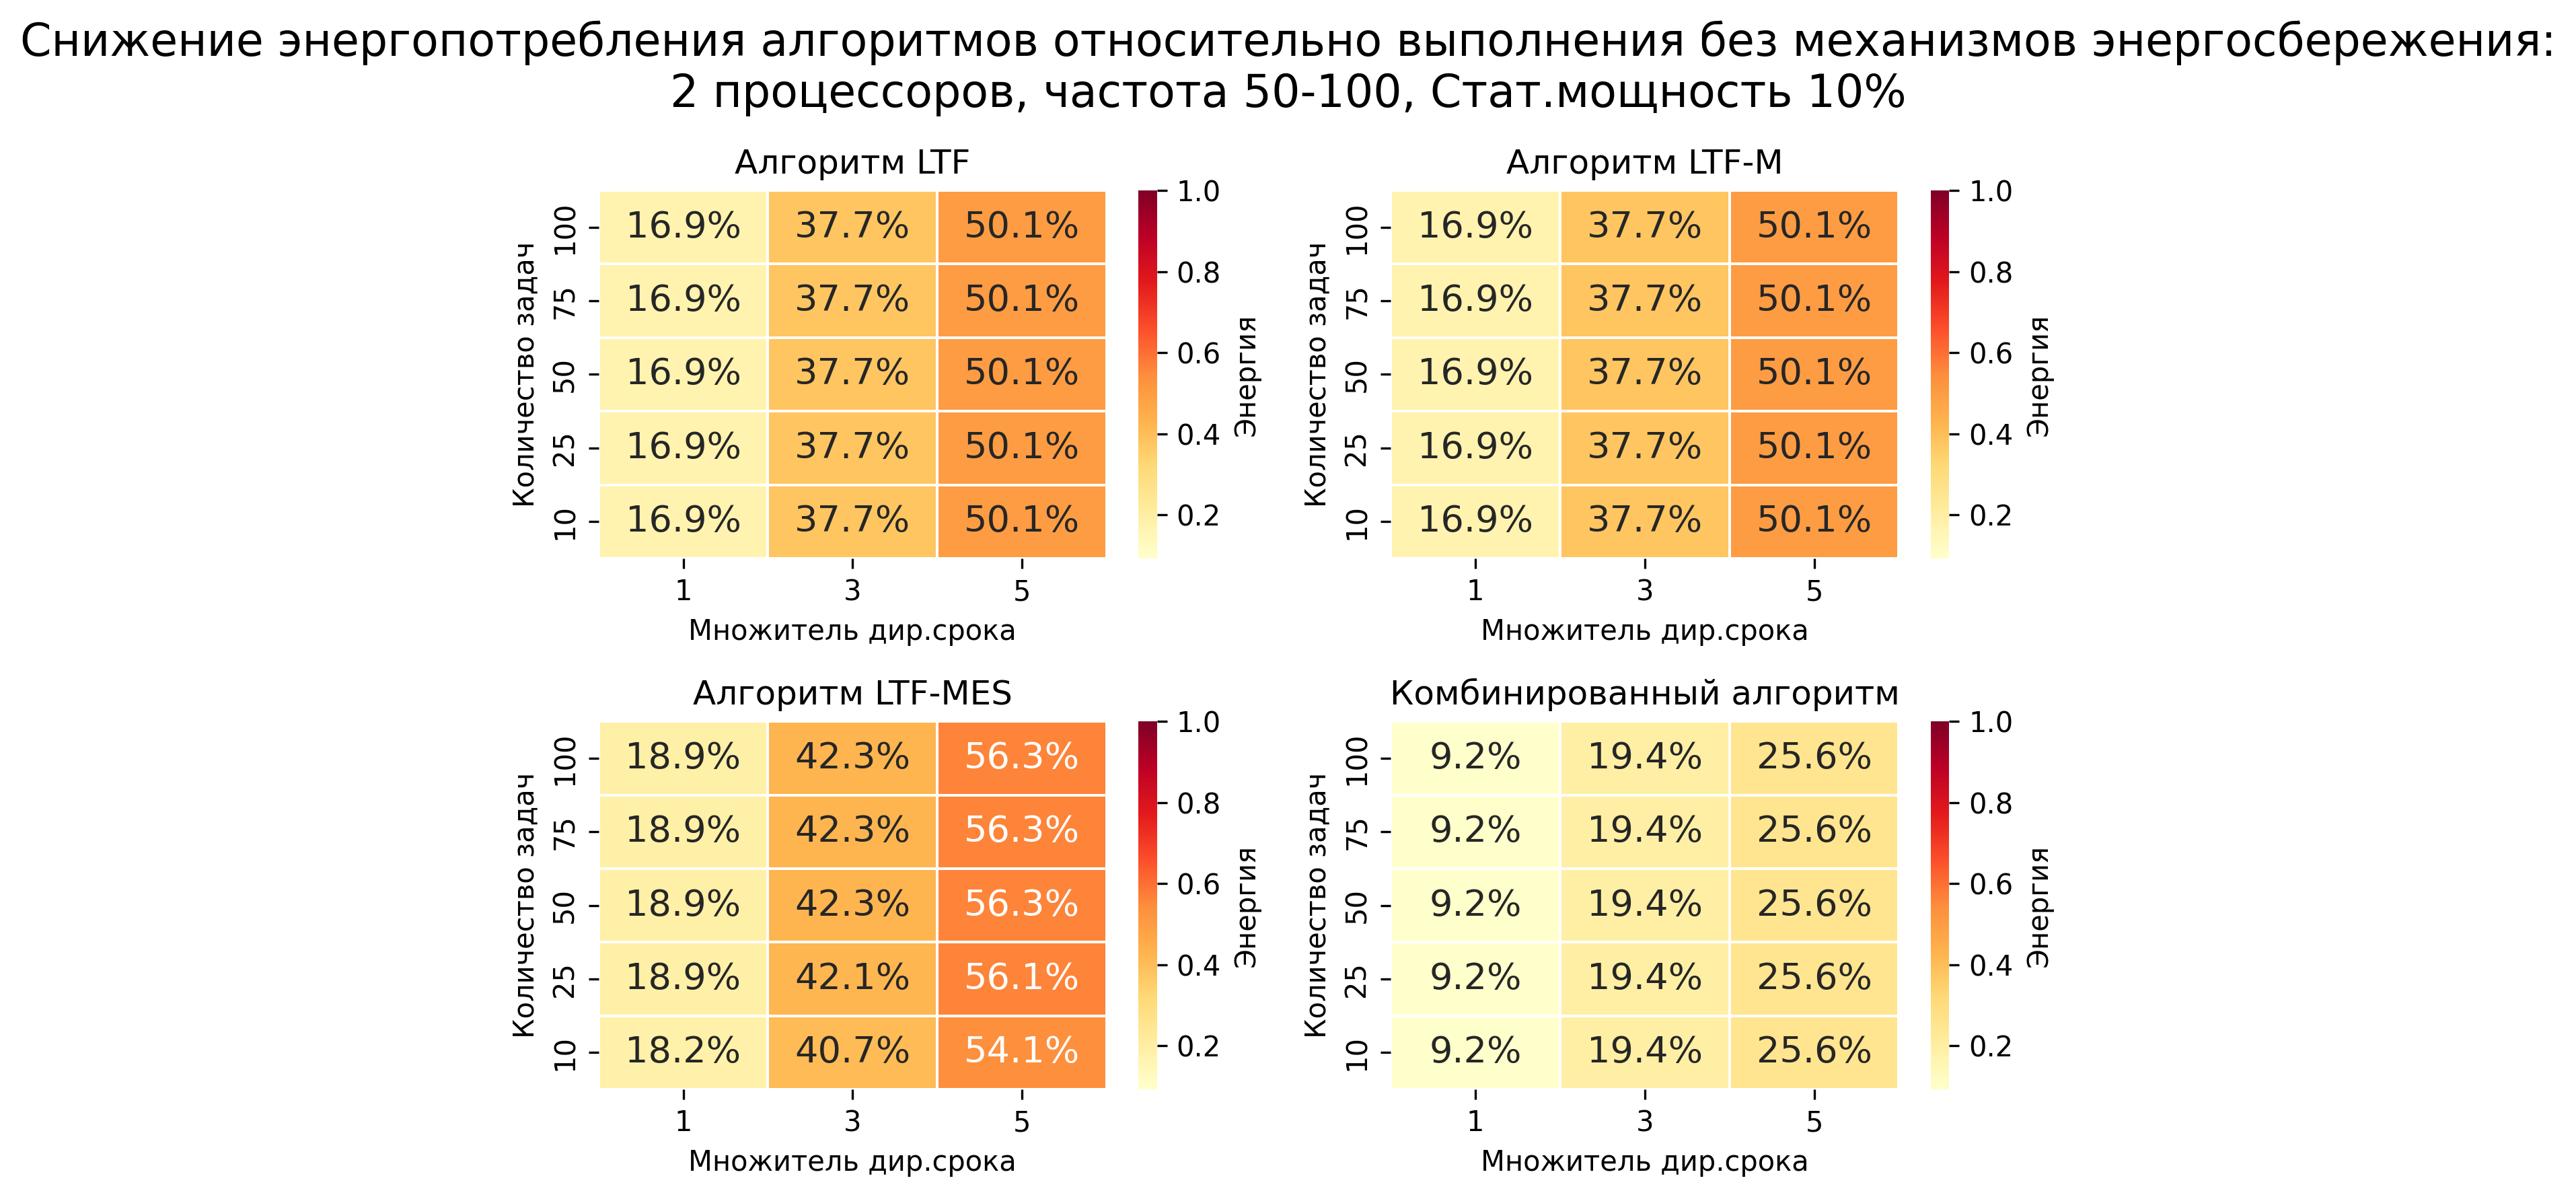 Снижение энергопотребления алгоритмов относительно выполнения без механизмов энергосбережения:
2 процессоров, частота 50-100, Стат.мощность 10%
Алгоритм LTF
Количество задач
100 16.9% 37.7% 50.1%
75 16.9% 37.7% 50.1%
50 16.9% 37.7% 50.1%
25 16.9% 37.7% 50.1%
10 16.9% 37.7% 50.1%
1 3 5
Множитель дир.срока
1.0
0.8
0.6
0.4
0.2
Энергия
Алгоритм LTF-M
Количество задач
100 16.9% 37.7% 50.1%
75 16.9% 37.7% 50.1%
50 16.9% 37.7% 50.1%
25 16.9% 37.7% 50.1%
10 16.9% 37.7% 50.1%
1 3 5
Множитель дир.срока
1.0
0.8
0.6
0.4
0.2
Энергия
Алгоритм LTF-MES
Количество задач
100 18.9% 42.3% 56.3%
75 18.9% 42.3% 56.3%
50 18.9% 42.3% 56.3%
25 18.9% 42.1% 56.1%
10 18.2% 40.7% 54.1%
1 3 5
Множитель дир.срока
1.0
0.8
0.6
0.4
0.2
Энергия
Комбинированный алгоритм
Количество задач
100 9.2% 19.4% 25.6%
75 9.2% 19.4% 25.6%
50 9.2% 19.4% 25.6%
25 9.2% 19.4% 25.6%
10 9.2% 19.4% 25.6%
1 3 5
Множитель дир.срока
1.0
0.8
0.6
0.4
0.2
Энергия